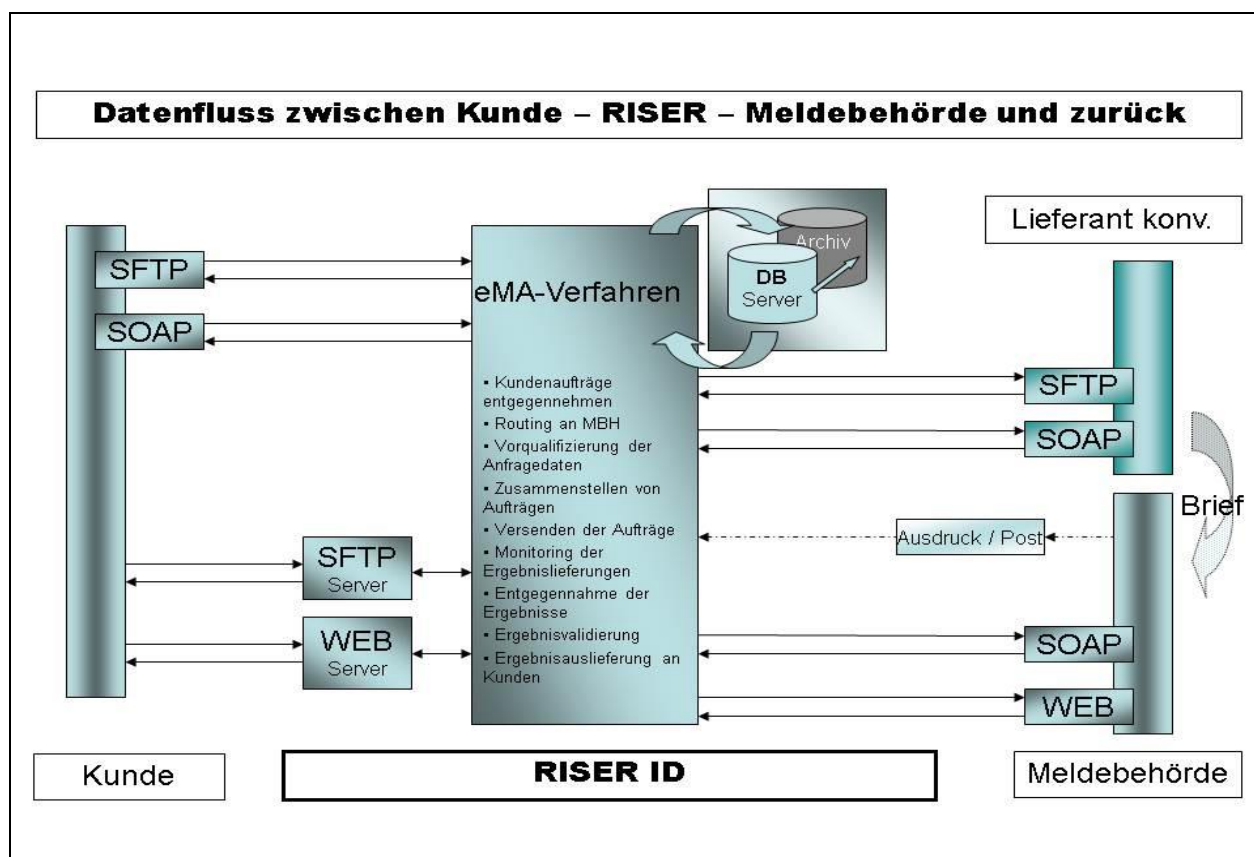 Datenfluss zwischen Kunde – RISER – Meldebehörde und zurück
Lieferant konv.
Archiv
DB
Server
SFTP
SOAP
eMA-Verfahren
▪ Kundenaufträge
entgegennehmen
▪ Routing an MBH
▪ Vorqualifizierung der
Anfragedaten
▪ Zusammenstellen von
Aufträgen
▪ Versenden der Aufträge
▪ Monitoring der
Ergebnislieferungen
▪ Entgegennahme der
Ergebnisse
▪ Ergebnisvalidierung
▪ Ergebnisauslieferung an
Kunden
SFTP
Server
WEB
Server
SFTP
SOAP
Brief
Ausdruck / Post
SOAP
WEB
Kunde
RISER ID
Meldebehörde